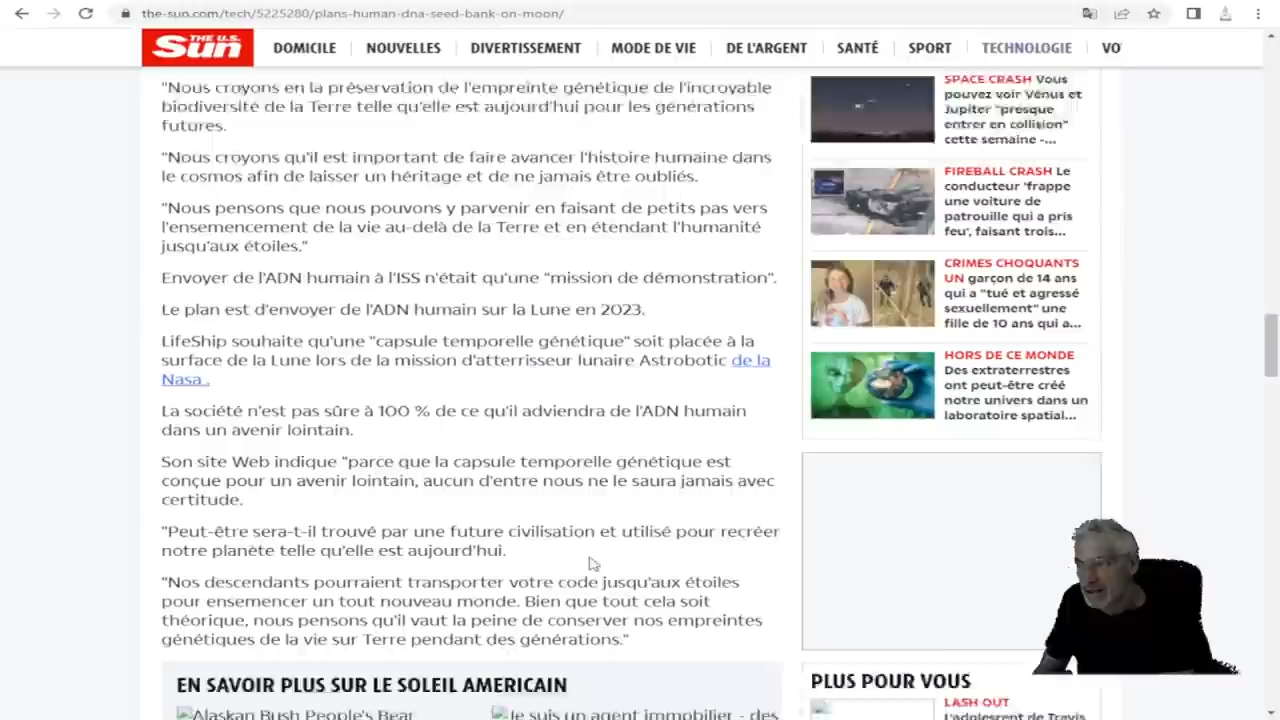 the-sun.com/tech/5225280/plans-human-dna-seed-bank-on-moon/
THE U.S. Sun
DOMICILE
NOUVELLES
DIVERTISSEMENT
MODE DE VIE
DE L'ARGENT
SANTÉ
SPORT
TECHNOLOGIE
VO
"Nous croyons en la préservation de l'empreinte génétique de l'incroyable
biodiversité de la Terre telle qu'elle est aujourd'hui pour les générations
futures.
"Nous croyons qu'il est important de faire avancer l'histoire humaine dans
le cosmos afin de laisser un héritage et de ne jamais être oubliés.
"Nous pensons que nous pouvons y parvenir en faisant de petits pas vers
l'ensemencement de la vie au-delà de la Terre et en étendant l'humanité
jusqu'aux étoiles."
Envoyer de l'ADN humain à l'ISS n'était qu'une "mission de démonstration".
Le plan est d'envoyer de l'ADN humain sur la Lune en 2023.
LifeShip souhaite qu'une "capsule temporelle génétique" soit placée à la
surface de la Lune lors de la mission d'atterrisseur lunaire Astrobotic de la
Nasa .
La société n'est pas sûre à 100 % de ce qu'il adviendra de l'ADN humain
dans un avenir lointain.
Son site Web indique "parce que la capsule temporelle génétique est
conçue pour un avenir lointain, aucun d'entre nous ne le saura jamais avec
certitude.
"Peut-être sera-t-il trouvé par une future civilisation et utilisé pour recréer
notre planète telle qu'elle est aujourd'hui.
"Nos descendants pourraient transporter votre code jusqu'aux étoiles
pour ensemencer un tout nouveau monde. Bien que tout cela soit
théorique, nous pensons qu'il vaut la peine de conserver nos empreintes
génétiques de la vie sur Terre pendant des générations."
EN SAVOIR PLUS SUR LE SOLEIL AMERICAIN
Alaskan Bush People's Bear
Je suis un agent immobilier - des
SPACE CRASH Vous
pouvez voir Vénus et
Jupiter "presque
entrer en collision"
cette semaine -...
FIREBALL CRASH Le
conducteur 'frappe
une voiture de
patrouille qui a pris
feu', faisant trois...
CRIMES CHOQUANTS
UN garçon de 14 ans
qui a "tué et agressé
sexuellement" une
fille de 10 ans qui a...
HORS DE CE MONDE
Des extraterrestres
ont peut-être créé
notre univers dans un
laboratoire spatial...
PLUS POUR VOUS
LASH OUT
L'adolescent de Travis